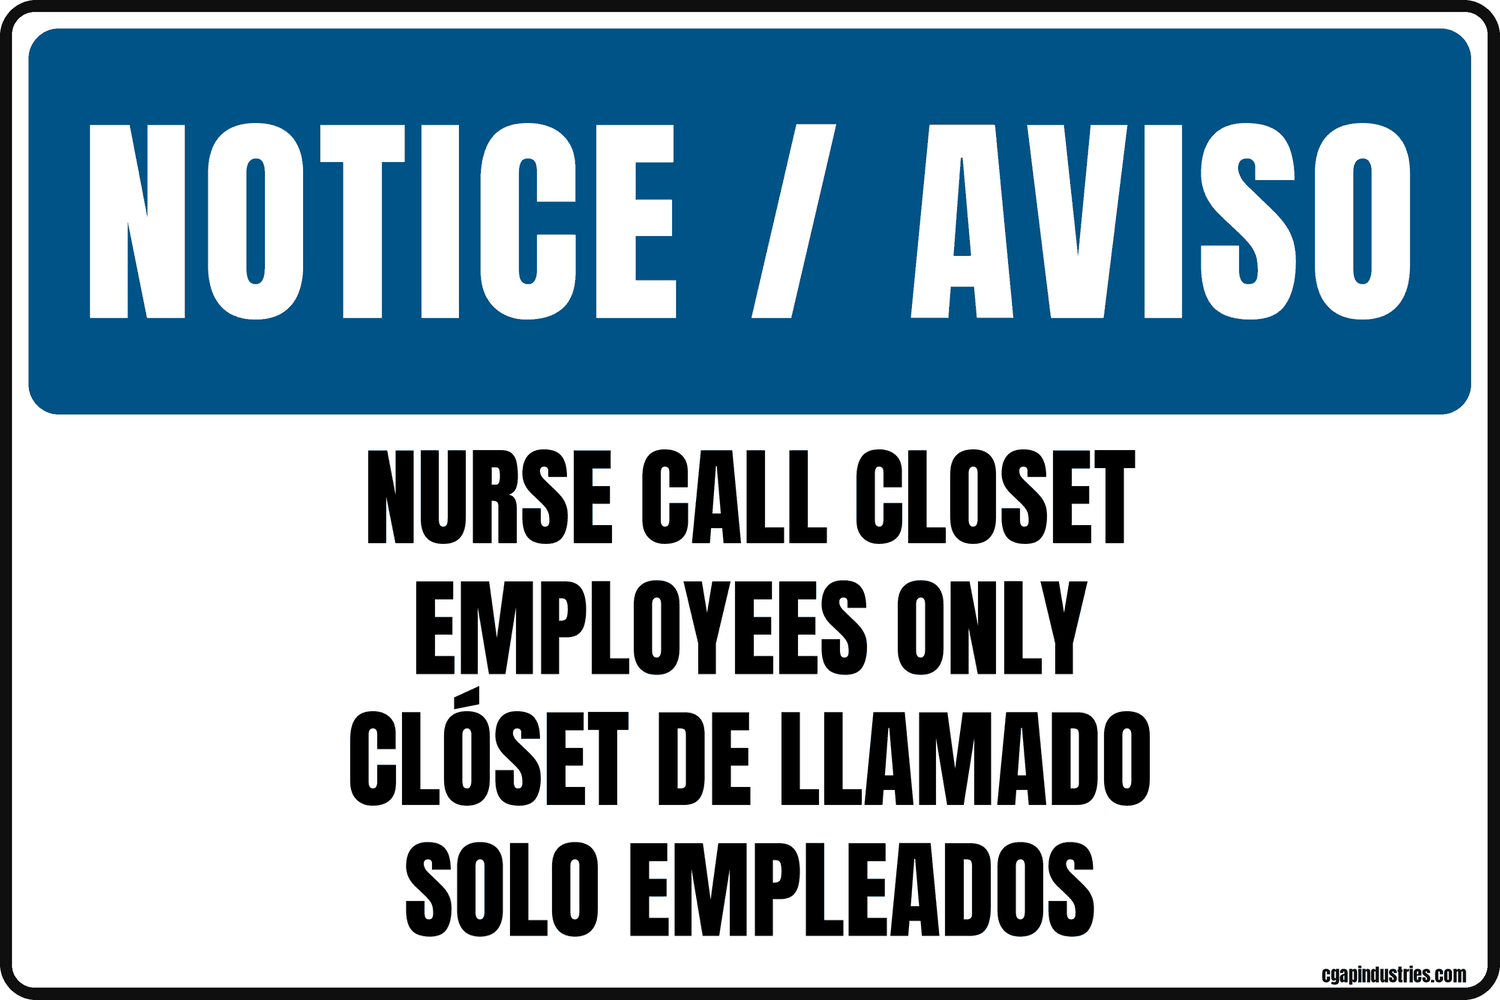 NOTICE / AVISO
NURSE CALL CLOSET
EMPLOYEES ONLY
CLÓSET DE LLAMADO
SOLO EMPLEADOS
cgapindustries.com